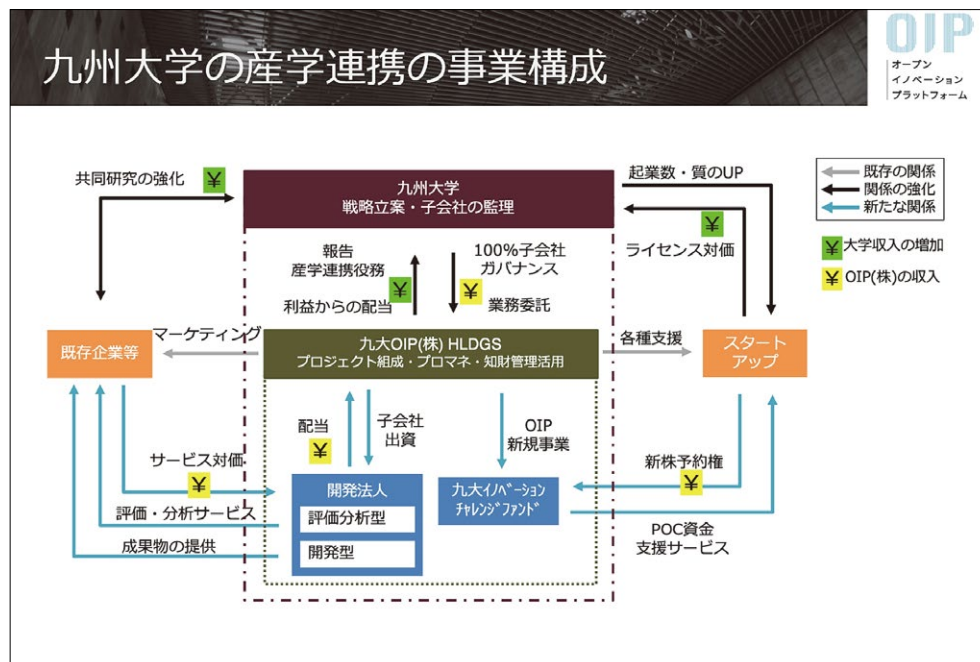 九州大学の産学連携の事業構成
OIP
オープン
イノベーション
プラットフォーム
共同研究の強化
¥
九州大学
戦略立案・子会社の監理
起業数・質のUP
既存の関係
関係の強化
新たな関係
¥
ライセンス対価
¥大学収入の増加
¥OIP(株)の収入
報告
産学連携役務
¥
利益からの配当
100%子会社
ガバナンス
¥
業務委託
既存企業等
マーケティング
九大OIP(株) HLDGS
プロジェクト組成・プロマネ・知財管理活用
各種支援
スタート
アップ
配当
¥
子会社
出資
OIP
新規事業
サービス対価
¥
新株予約権
¥
開発法人
評価分析型
開発型
九大ｲﾉﾍﾞｰｼｮﾝ
ﾁｬﾚﾝｼﾞﾌｧﾝﾄﾞ
評価・分析サービス
成果物の提供
POC資金
支援サービス